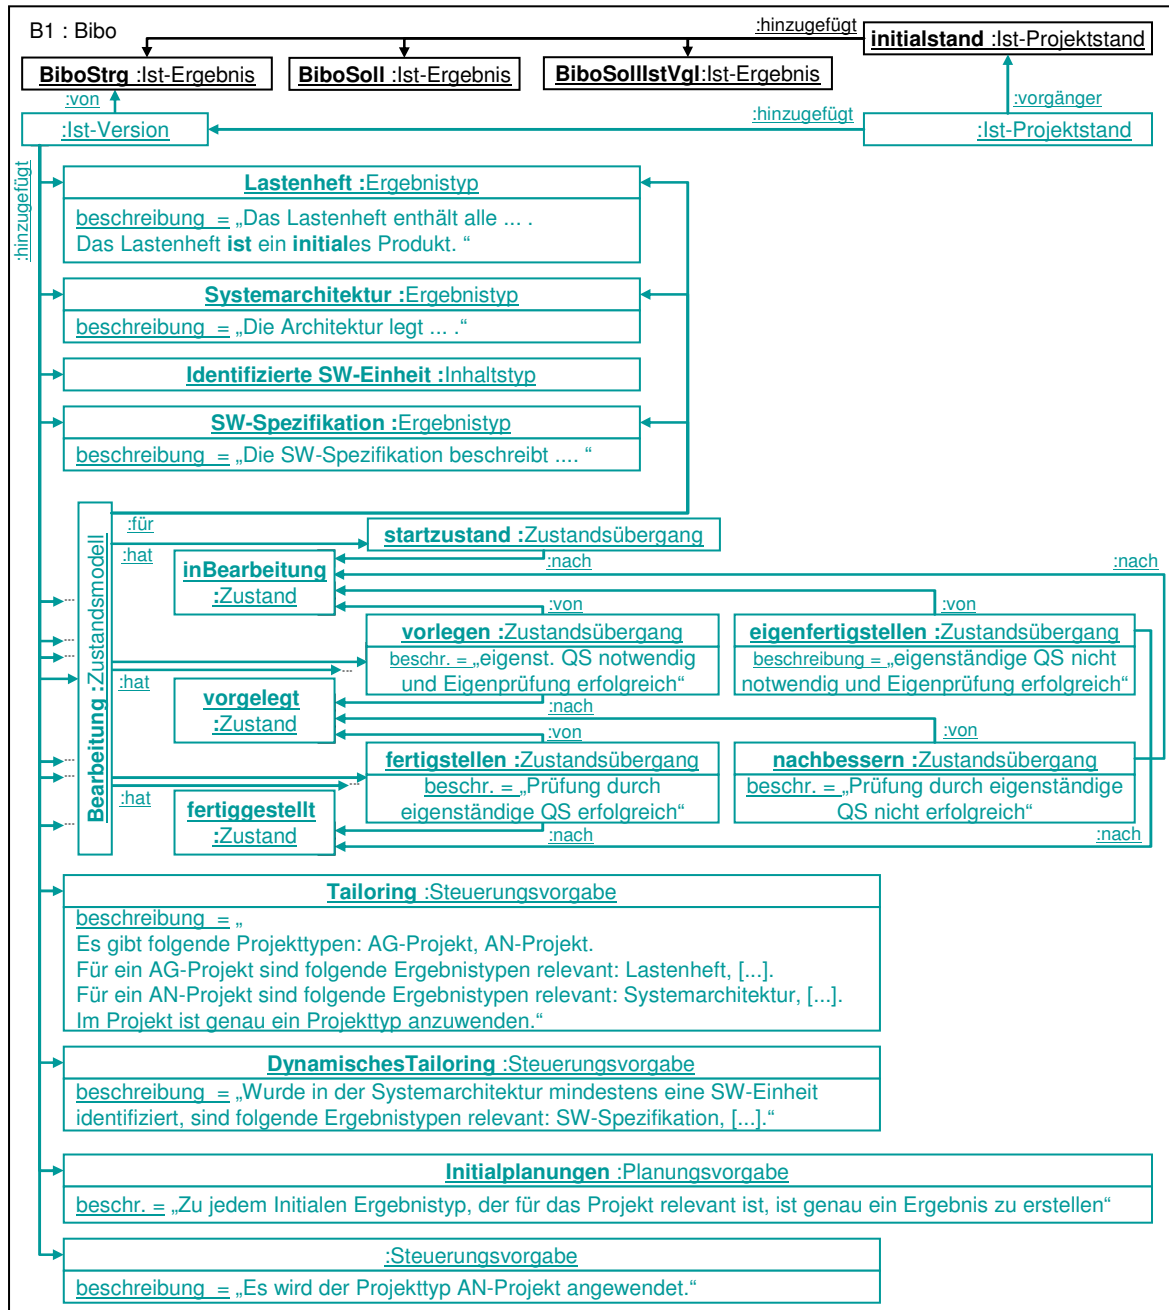 B1 : Bibo
:hinzugefügt
initialstand :Ist-Projektstand
BiboStrg :Ist-Ergebnis
BiboSoll :Ist-Ergebnis
BiboSollIstVgl:Ist-Ergebnis
:von
:vorgänger
:Ist-Version
:hinzugefügt
:Ist-Projektstand
:hinzugefügt
Lastenheft :Ergebnistyp
beschreibung = „Das Lastenheft enthält alle ... .
Das Lastenheft ist ein initiales Produkt. “
Systemarchitektur :Ergebnistyp
beschreibung = „Die Architektur legt ... .“
Identifizierte SW-Einheit :Inhaltstyp
SW-Spezifikation :Ergebnistyp
beschreibung = „Die SW-Spezifikation beschreibt .... “
Bearbeitung :Zustandsmodell
:für
startzustand :Zustandsübergang
:hat
:nach
:nach
inBearbeitung
:Zustand
:von
:von
vorlegen :Zustandsübergang
beschr. = „eigenst. QS notwendig
und Eigenprüfung erfolgreich“
eigenfertigstellen :Zustandsübergang
beschreibung = „eigenständige QS nicht
notwendig und Eigenprüfung erfolgreich“
:hat
vorgelegt
:Zustand
:nach
:von
:von
fertigstellen :Zustandsübergang
beschr. = „Prüfung durch
eigenständige QS erfolgreich“
nachbessern :Zustandsübergang
beschr. = „Prüfung durch eigenständige
QS nicht erfolgreich“
:hat
fertiggestellt
:Zustand
:nach
:nach
Tailoring :Steuerungsvorgabe
beschreibung = „
Es gibt folgende Projekttypen: AG-Projekt, AN-Projekt.
Für ein AG-Projekt sind folgende Ergebnistypen relevant: Lastenheft, [...].
Für ein AN-Projekt sind folgende Ergebnistypen relevant: Systemarchitektur, [...].
Im Projekt ist genau ein Projekttyp anzuwenden.“
DynamischesTailoring :Steuerungsvorgabe
beschreibung = „Wurde in der Systemarchitektur mindestens eine SW-Einheit
identifiziert, sind folgende Ergebnistypen relevant: SW-Spezifikation, [...].“
Initialplanungen :Planungsvorgabe
beschr. = „Zu jedem Initialen Ergebnistyp, der für das Projekt relevant ist, ist genau ein Ergebnis zu erstellen“
:Steuerungsvorgabe
beschreibung = „Es wird der Projekttyp AN-Projekt angewendet.“